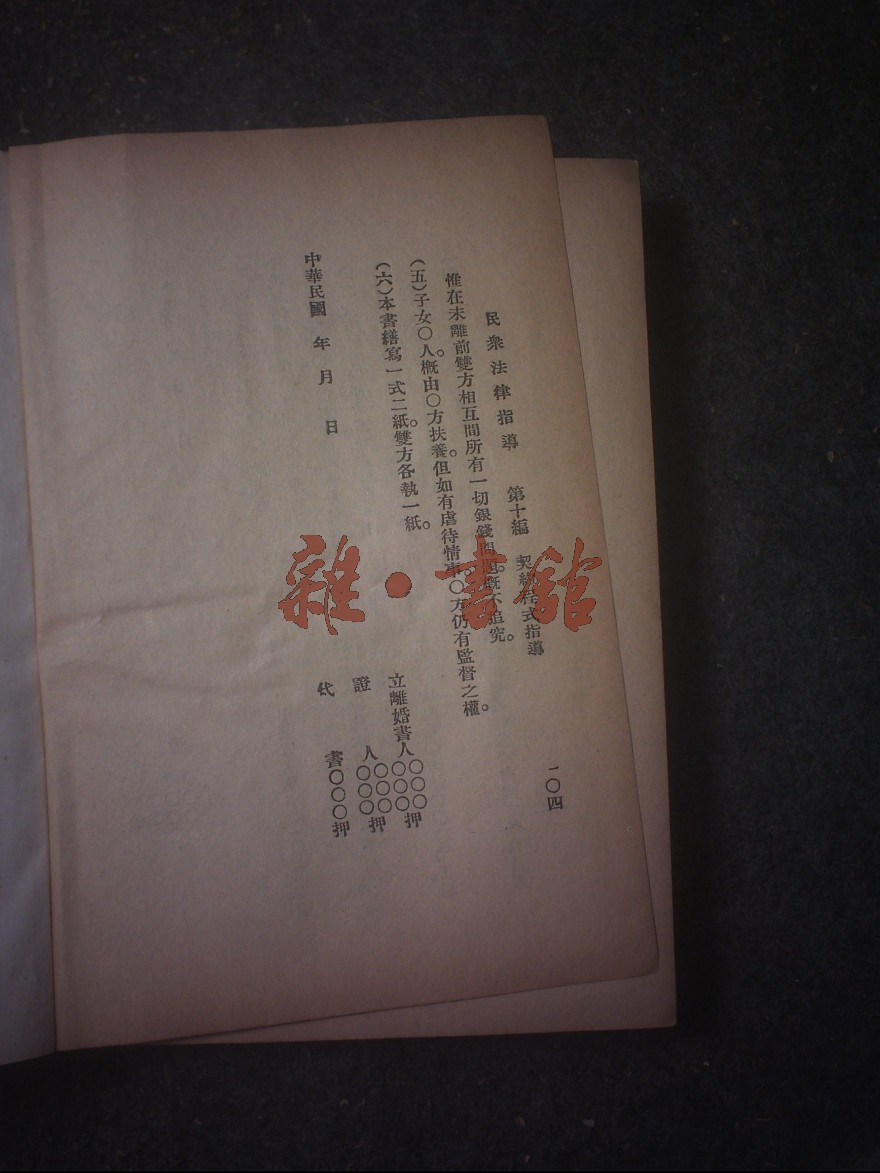 民衆法律指導　第十編　契約程式指導　一〇四
惟在未離前雙方相互間所有一切銀錢問題。概不追究。
(五)子女〇人。概由〇方扶養。但如有虐待情事。〇方仍有監督之權。
(六)本書繕寫一式二紙。雙方各執一紙。
立離婚書人〇〇〇押
〇〇〇
證　人〇〇〇押
〇〇〇
代　書〇〇〇押
中華民國　年　月　日
雜·書館